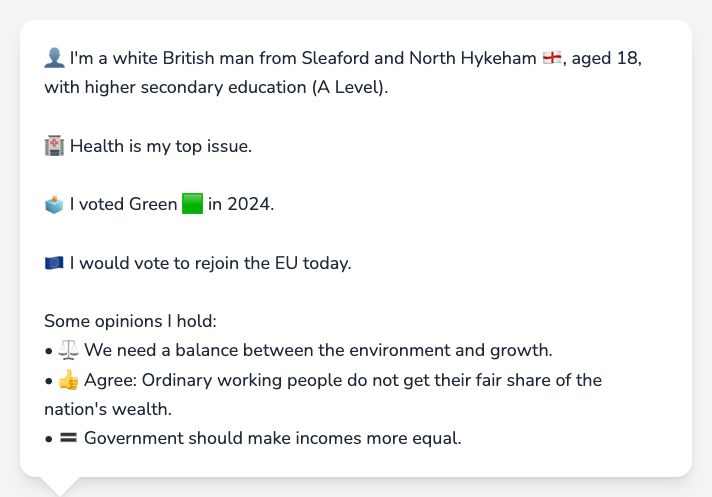 👤 I'm a white British man from Sleaford and North Hykeham 🏴󠁧󠁢󠁥󠁮󠁧󠁿, aged 18,
with higher secondary education (A Level).
🏥 Health is my top issue.
🗳️ I voted Green 🟩 in 2024.
🇪🇺 I would vote to rejoin the EU today.
Some opinions I hold:
• ⚖️ We need a balance between the environment and growth.
• 👍 Agree: Ordinary working people do not get their fair share of the
nation's wealth.
• 🟰 Government should make incomes more equal.